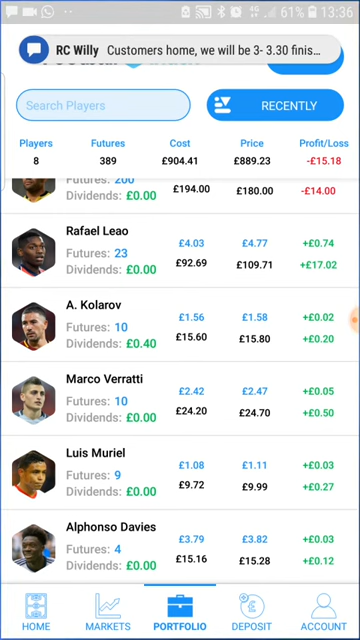 61% 13:36
RC Willy Customers home, we will be 3- 3.30 finis...
Search Players
RECENTLY
Players Futures Cost Price Profit/Loss
8 389 £904.41 £889.23 -£15.18
Futures: 200
Dividends: £0.00 £194.00 £180.00 -£14.00
Rafael Leao
Futures: 23 £4.03 £4.77 +£0.74
Dividends: £0.00 £92.69 £109.71 +£17.02
A. Kolarov
Futures: 10 £1.56 £1.58 +£0.02
Dividends: £0.40 £15.60 £15.80 +£0.20
Marco Verratti
Futures: 10 £2.42 £2.47 +£0.05
Dividends: £0.00 £24.20 £24.70 +£0.50
Luis Muriel
Futures: 9 £1.08 £1.11 +£0.03
Dividends: £0.00 £9.72 £9.99 +£0.27
Alphonso Davies
Futures: 4 £3.79 £3.82 +£0.03
Dividends: £0.00 £15.16 £15.28 +£0.12
HOME MARKETS PORTFOLIO DEPOSIT ACCOUNT